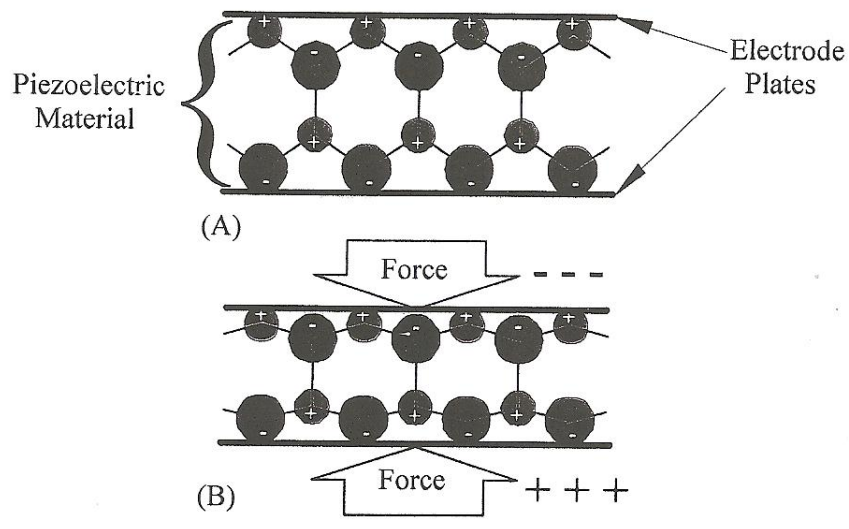 Piezoelectric
Material
Electrode
Plates
+ + + +
- - -
+ + +
- - - -
(A)
Force - - -
+ + + +
- - -
+ + +
- - - -
(B)
Force + + +